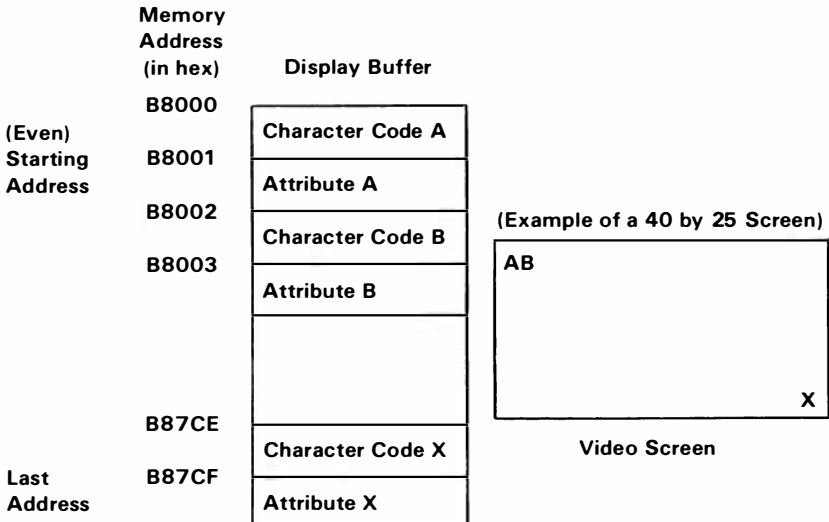 Memory
Address
(in hex)
Display Buffer
(Even)
Starting
Address
B8000
Character Code A
B8001
Attribute A
B8002
Character Code B
B8003
Attribute B
B87CE
Character Code X
Last
Address
B87CF
Attribute X
(Example of a 40 by 25 Screen)
AB
X
Video Screen